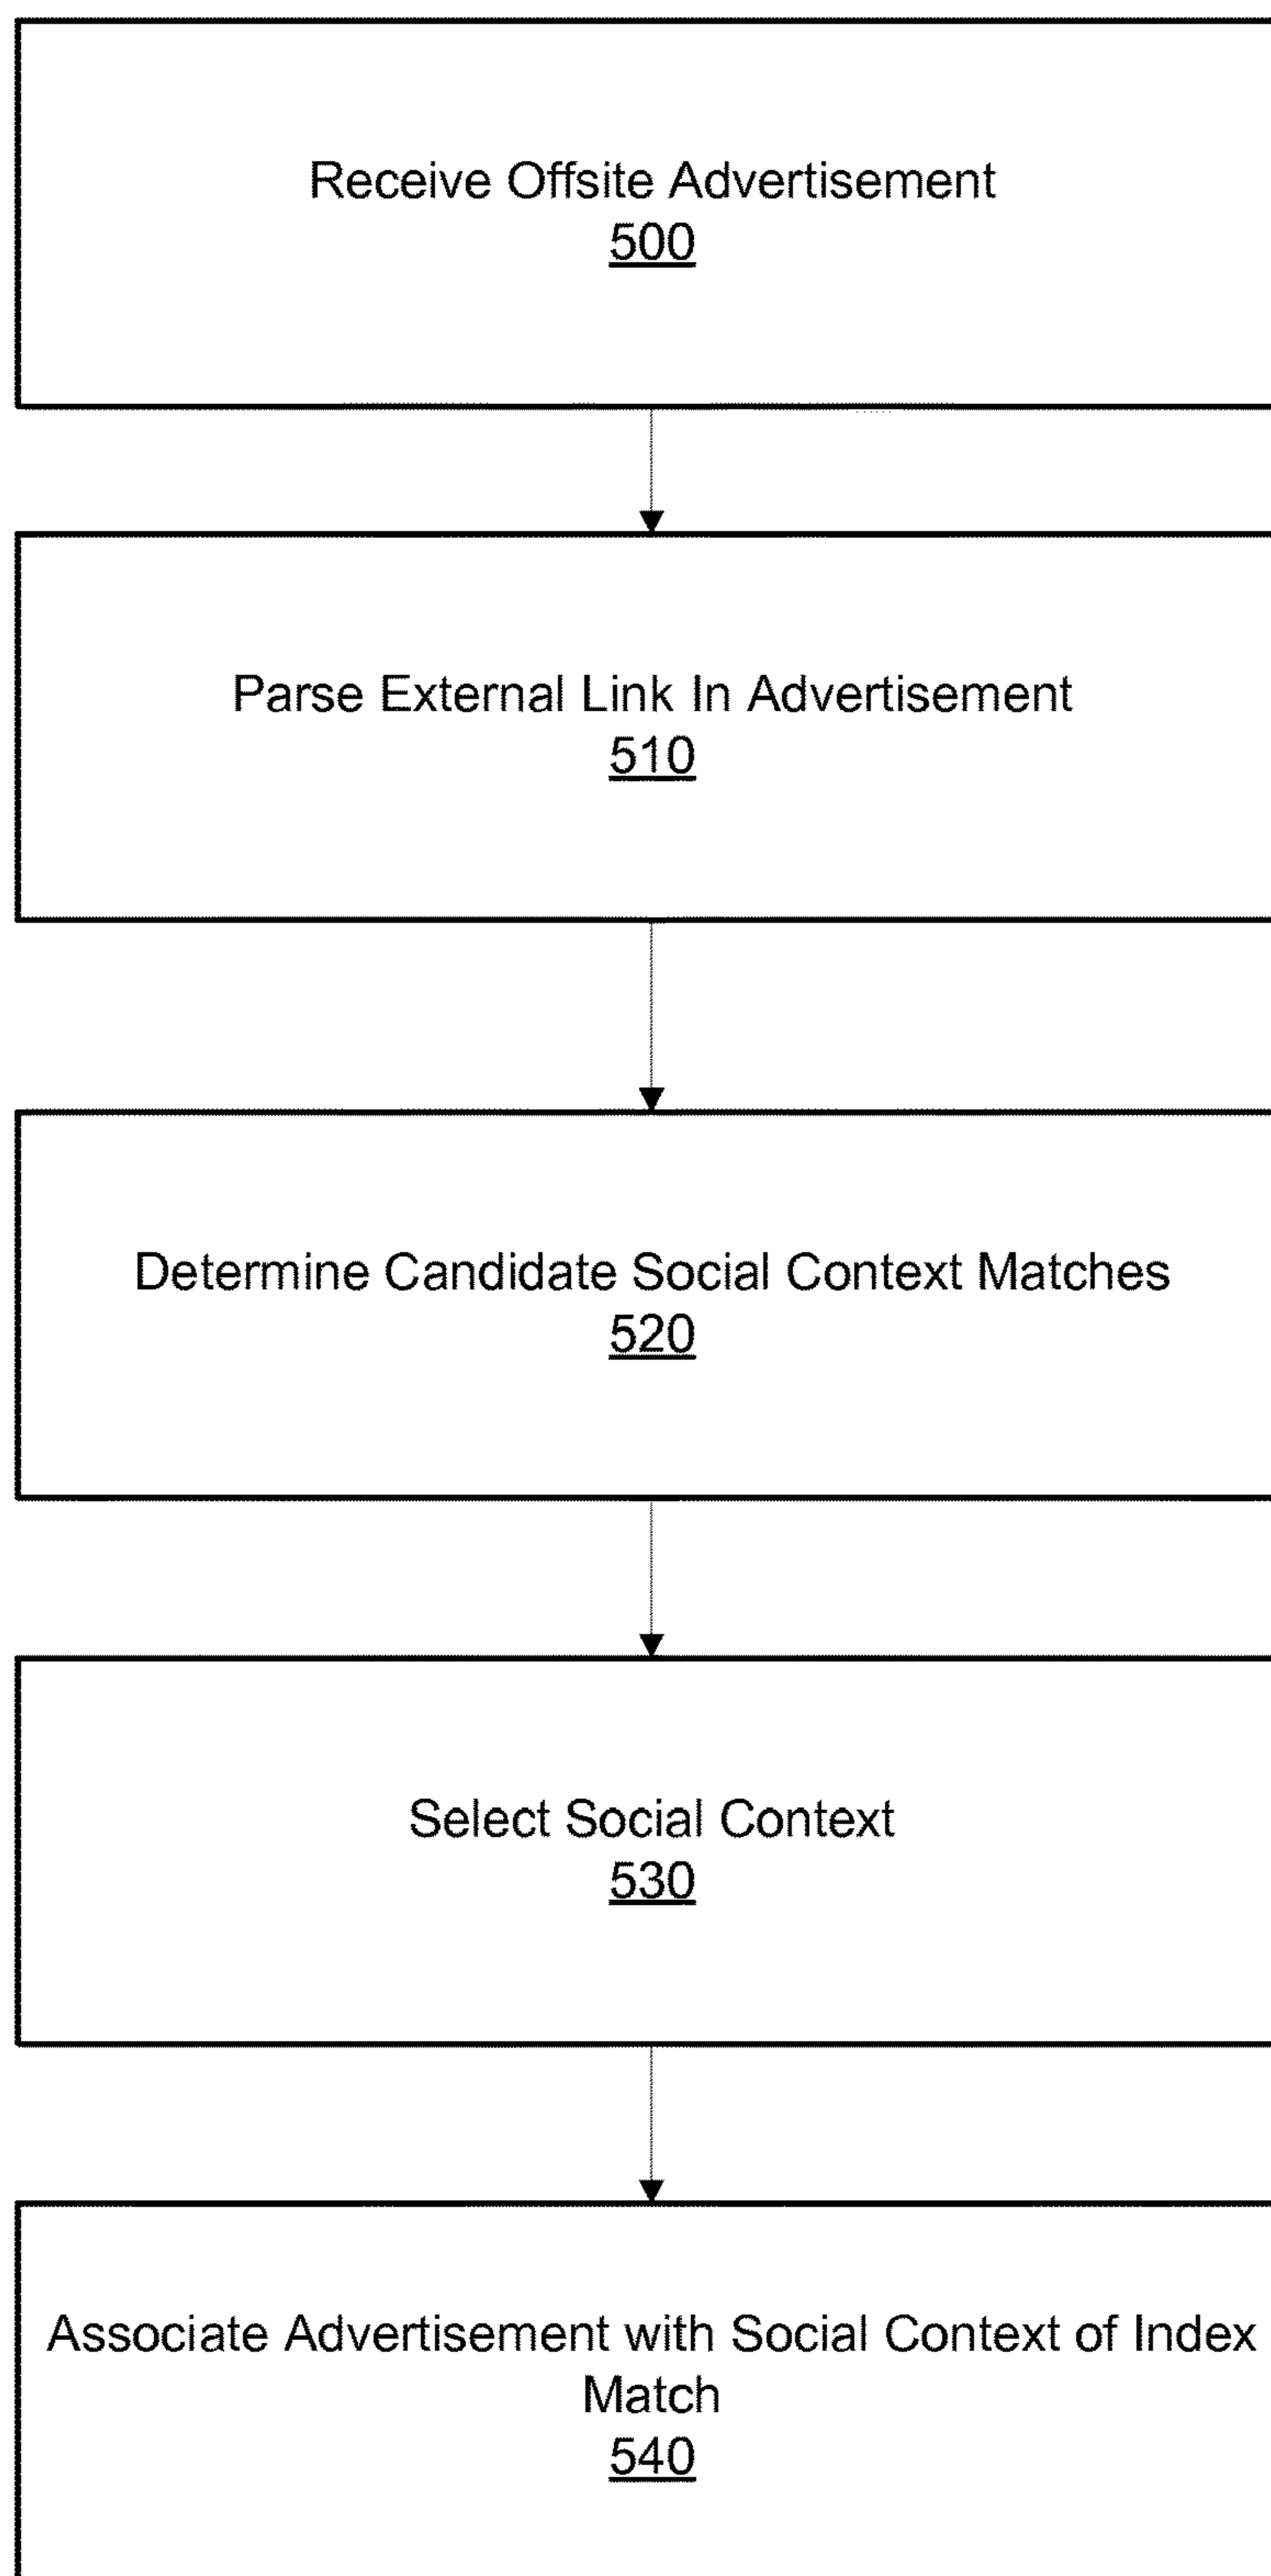 Receive Offsite Advertisement
500
Parse External Link In Advertisement
510
Determine Candidate Social Context Matches
520
Select Social Context
530
Associate Advertisement with Social Context of Index
Match
540